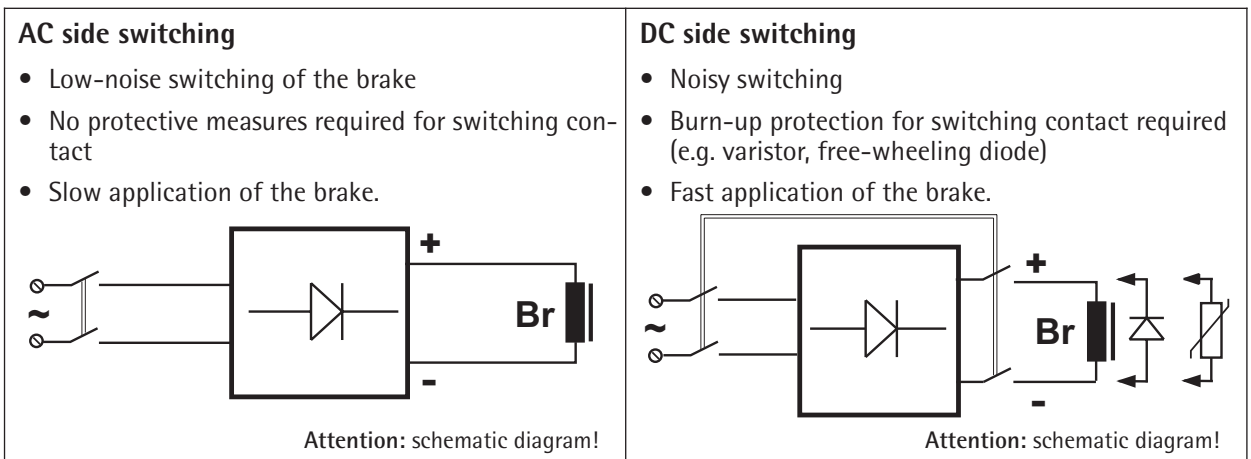 AC side switching
• Low-noise switching of the brake
• No protective measures required for switching con-
tact
• Slow application of the brake.
+
~
Br
-
Attention: schematic diagram!
DC side switching
• Noisy switching
• Burn-up protection for switching contact required
(e.g. varistor, free-wheeling diode)
• Fast application of the brake.
+
~
Br
-
Attention: schematic diagram!